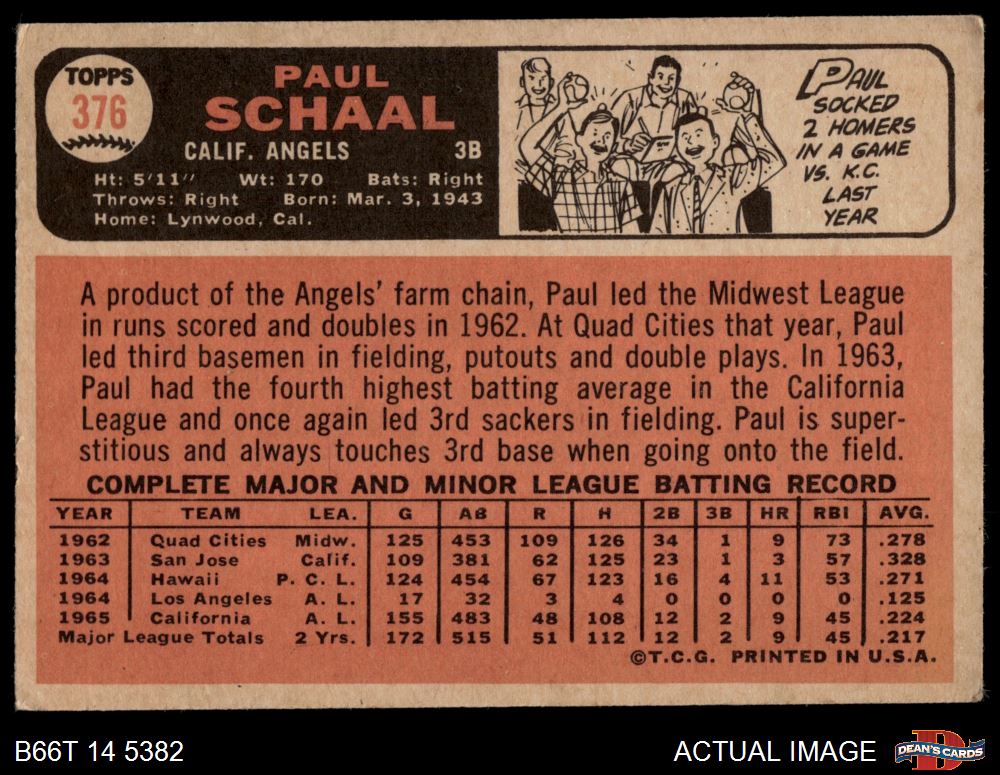 TOPPS
376
PAUL
SCHAAL
CALIF. ANGELS 3B
Ht: 5'11" Wt: 170 Bats: Right
Throws: Right Born: Mar. 3, 1943
Home: Lynwood, Cal.
PAUL
SOCKED
2 HOMERS
IN A GAME
VS. K.C.
LAST
YEAR
A product of the Angels' farm chain, Paul led the Midwest League
in runs scored and doubles in 1962. At Quad Cities that year, Paul
led third basemen in fielding, putouts and double plays. In 1963,
Paul had the fourth highest batting average in the California
League and once again led 3rd sackers in fielding. Paul is super-
stitious and always touches 3rd base when going onto the field.
COMPLETE MAJOR AND MINOR LEAGUE BATTING RECORD
YEAR TEAM LEA. G AB R H 2B 3B HR RBI AVG.
1962 Quad Cities Midw. 125 453 109 126 34 1 9 73 .278
1963 San Jose Calif. 109 381 62 125 23 1 3 57 .328
1964 Hawaii P. C. L. 124 454 67 123 16 4 11 53 .271
1964 Los Angeles A. L. 17 32 3 4 0 0 0 0 .125
1965 California A. L. 155 483 48 108 12 2 9 45 .224
Major League Totals 2 Yrs. 172 515 51 112 12 2 9 45 .217
©T.C.G. PRINTED IN U.S.A.
B66T 14 5382
ACTUAL IMAGE
D
DEAN'S CARDS